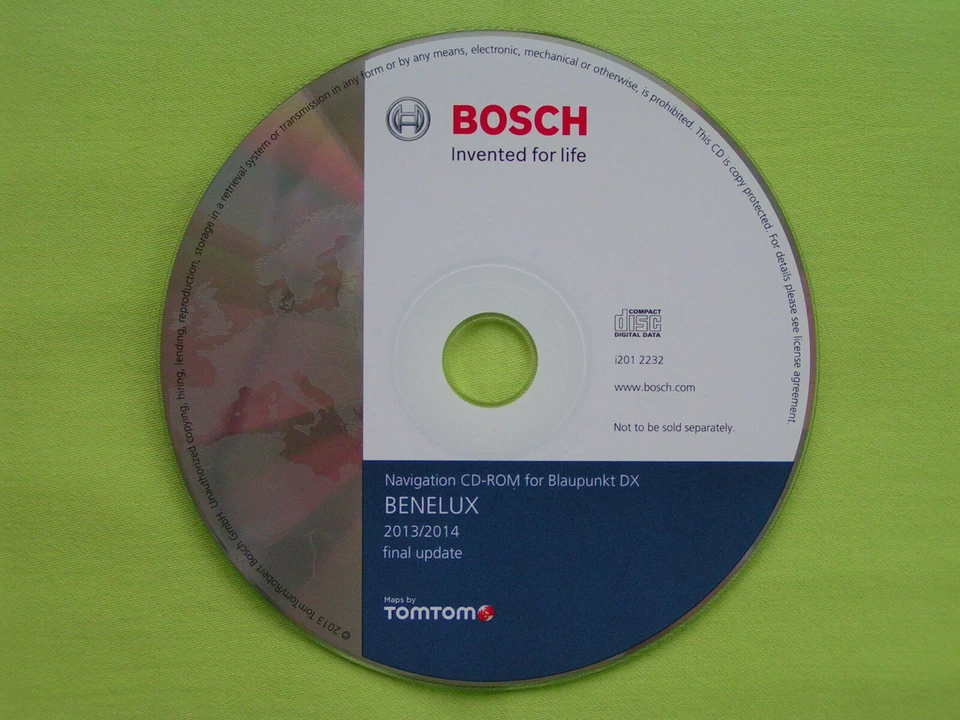 © 2013 TomTom/Robert Bosch GmbH. Unauthorized copying, hiring, lending, reproduction, storage in a retrieval system or transmission in any form or by any means, electronic, mechanical or otherwise, is prohibited. This CD is copy protected. For details please see license agreement.
BOSCH
Invented for life
COMPACT
disc
DIGITAL DATA
i201 2232
www.bosch.com
Not to be sold separately.
Navigation CD-ROM for Blaupunkt DX
BENELUX
2013/2014
final update
Maps by
TOMTOM